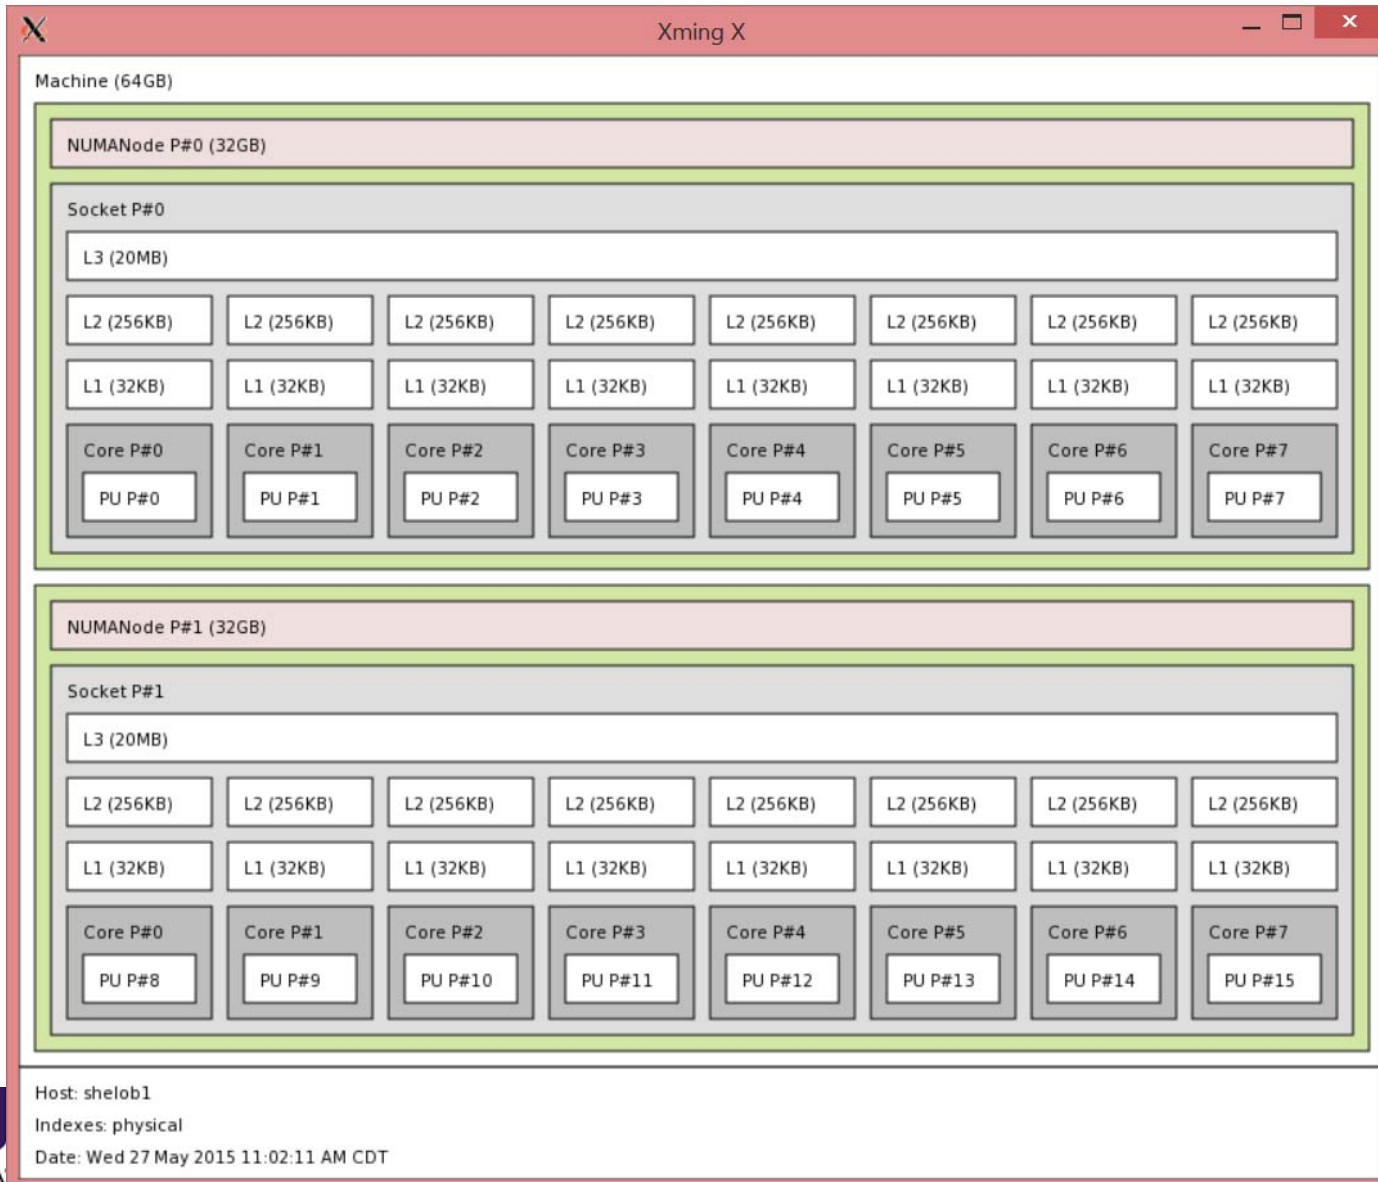 Xming X
Machine (64GB)
NUMANode P#0 (32GB)
Socket P#0
L3 (20MB)
L2 (256KB) L2 (256KB) L2 (256KB) L2 (256KB) L2 (256KB) L2 (256KB) L2 (256KB) L2 (256KB)
L1 (32KB) L1 (32KB) L1 (32KB) L1 (32KB) L1 (32KB) L1 (32KB) L1 (32KB) L1 (32KB)
Core P#0 Core P#1 Core P#2 Core P#3 Core P#4 Core P#5 Core P#6 Core P#7
PU P#0 PU P#1 PU P#2 PU P#3 PU P#4 PU P#5 PU P#6 PU P#7
NUMANode P#1 (32GB)
Socket P#1
L3 (20MB)
L2 (256KB) L2 (256KB) L2 (256KB) L2 (256KB) L2 (256KB) L2 (256KB) L2 (256KB) L2 (256KB)
L1 (32KB) L1 (32KB) L1 (32KB) L1 (32KB) L1 (32KB) L1 (32KB) L1 (32KB) L1 (32KB)
Core P#0 Core P#1 Core P#2 Core P#3 Core P#4 Core P#5 Core P#6 Core P#7
PU P#8 PU P#9 PU P#10 PU P#11 PU P#12 PU P#13 PU P#14 PU P#15
Host: shelob1
Indexes: physical
Date: Wed 27 May 2015 11:02:11 AM CDT